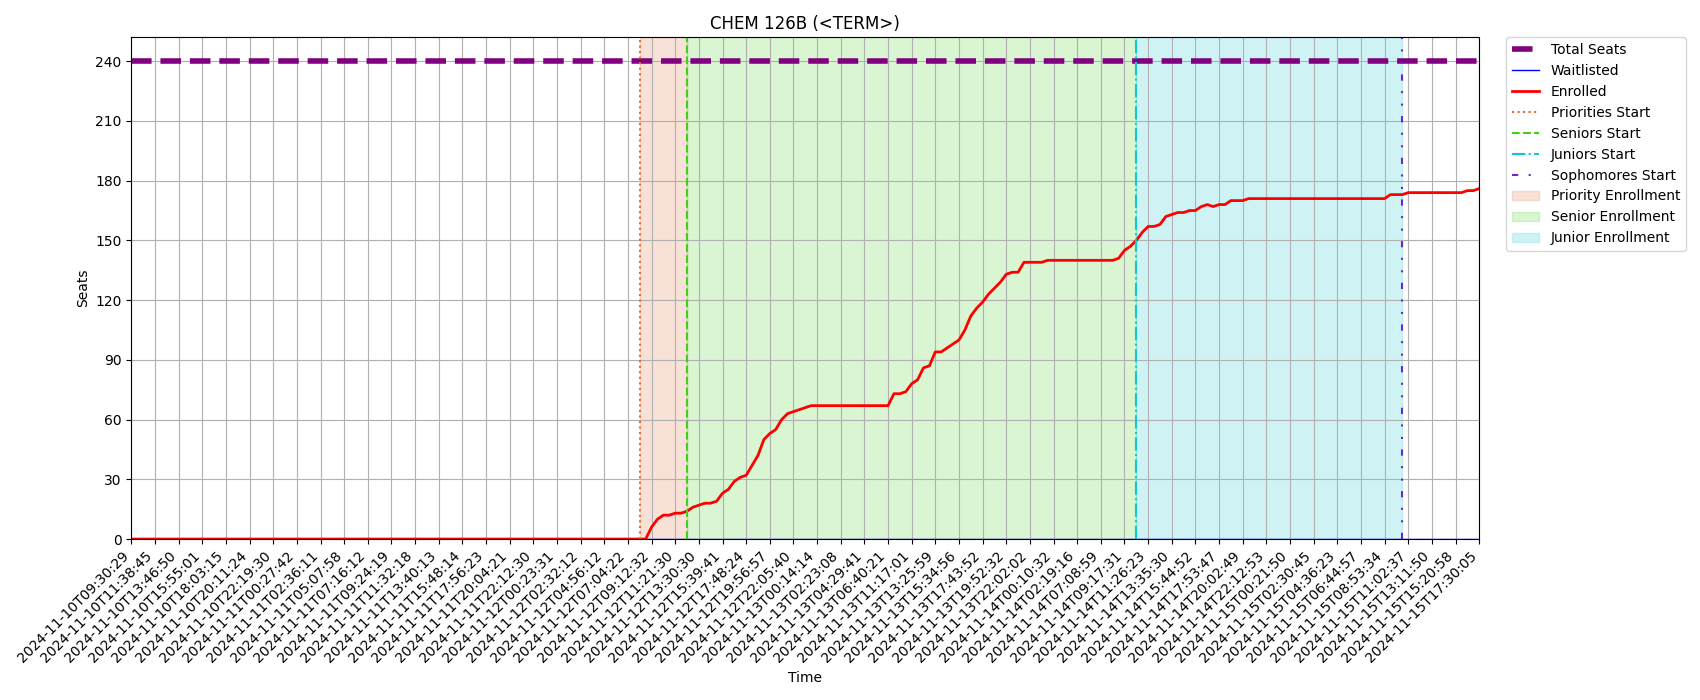 CHEM 126B (<TERM>)
Total Seats
Waitlisted
Enrolled
Priorities Start
Seniors Start
Juniors Start
Sophomores Start
Priority Enrollment
Senior Enrollment
Junior Enrollment
Seats
240
210
180
150
120
90
60
30
0
2024-11-10T09:30:29
2024-11-10T11:38:45
2024-11-10T13:46:50
2024-11-10T15:55:01
2024-11-10T18:03:15
2024-11-10T20:11:24
2024-11-10T22:19:30
2024-11-11T00:27:42
2024-11-11T02:36:11
2024-11-11T05:07:58
2024-11-11T07:16:12
2024-11-11T09:24:19
2024-11-11T11:32:18
2024-11-11T13:40:13
2024-11-11T15:48:14
2024-11-11T17:56:23
2024-11-11T20:04:21
2024-11-11T22:12:30
2024-11-12T00:23:31
2024-11-12T02:32:12
2024-11-12T04:56:12
2024-11-12T07:04:22
2024-11-12T09:12:32
2024-11-12T11:21:30
2024-11-12T13:30:30
2024-11-12T15:39:41
2024-11-12T17:48:24
2024-11-12T19:56:57
2024-11-12T22:05:40
2024-11-13T00:14:14
2024-11-13T02:23:08
2024-11-13T04:29:41
2024-11-13T06:40:21
2024-11-13T11:17:01
2024-11-13T13:25:59
2024-11-13T15:34:56
2024-11-13T17:43:52
2024-11-13T19:52:32
2024-11-13T22:02:02
2024-11-14T00:10:32
2024-11-14T02:19:16
2024-11-14T07:08:59
2024-11-14T09:17:31
2024-11-14T11:26:23
2024-11-14T13:35:30
2024-11-14T15:44:52
2024-11-14T17:53:47
2024-11-14T20:02:49
2024-11-14T22:12:53
2024-11-15T00:21:50
2024-11-15T02:30:45
2024-11-15T04:36:23
2024-11-15T06:44:57
2024-11-15T08:53:34
2024-11-15T11:02:37
2024-11-15T13:11:50
2024-11-15T15:20:58
2024-11-15T17:30:05
Time